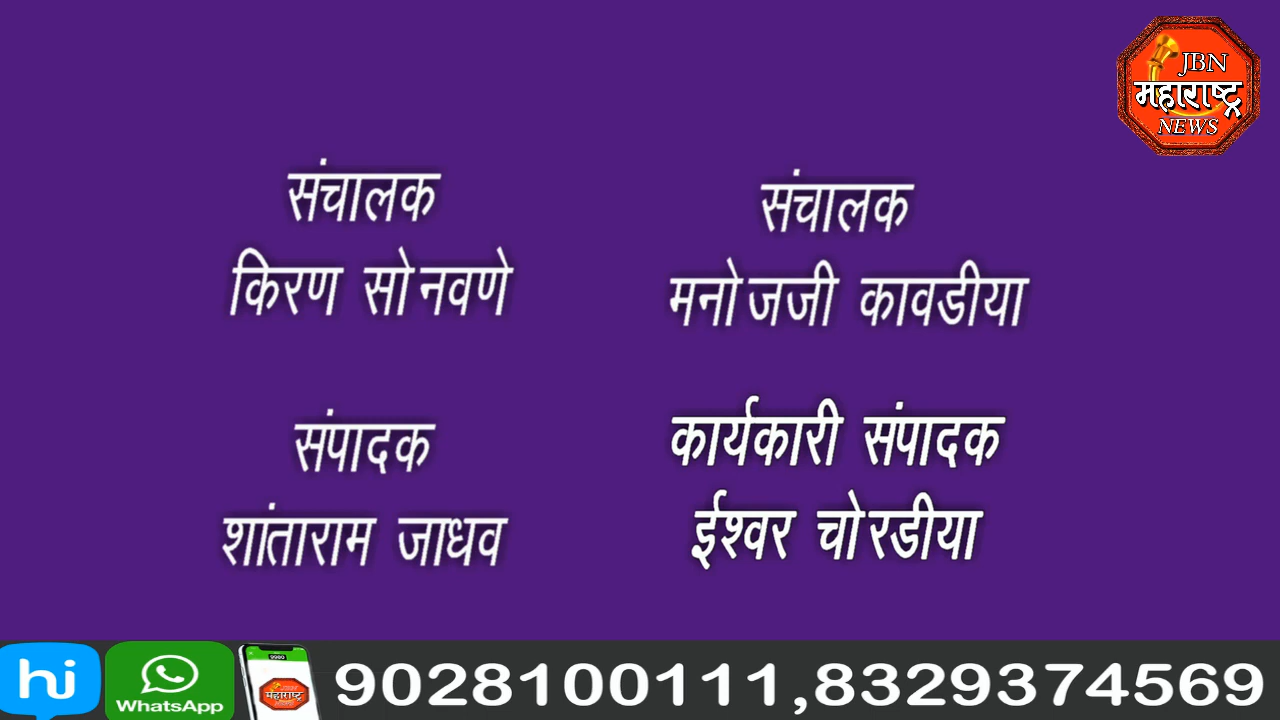 JBN
महाराष्ट्र
NEWS
संचालक
किरण सोनवणे
संचालक
मनोजजी कावडीया
संपादक
शांताराम जाधव
कार्यकारी संपादक
ईश्वर चोरडीया
hi
WhatsApp
महाराष्ट्र
9028100111,8329374569